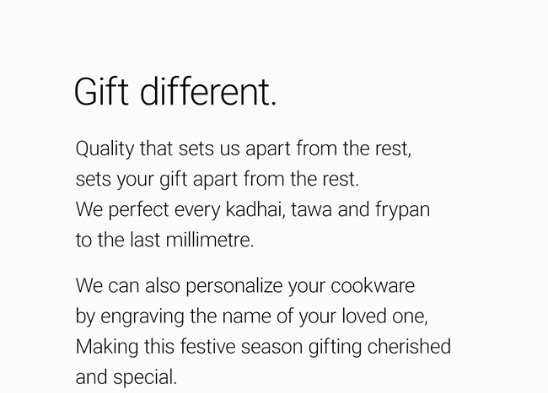 Gift different.
Quality that sets us apart from the rest,
sets your gift apart from the rest.
We perfect every kadhai, tawa and frypan
to the last millimetre.
We can also personalize your cookware
by engraving the name of your loved one,
Making this festive season gifting cherished
and special.